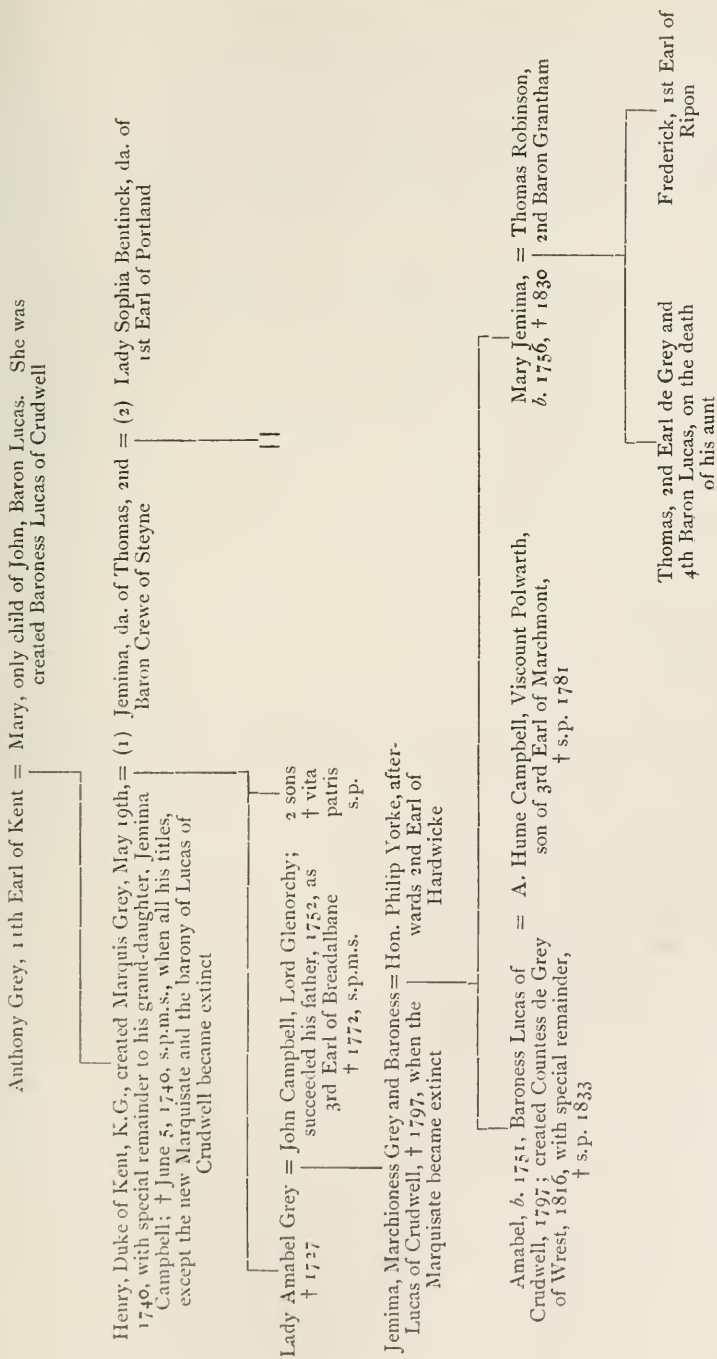 Anthony Grey, 11th Earl of Kent = Mary, only child of John, Baron Lucas. She was
created Baroness Lucas of Crudwell
Henry, Duke of Kent, K.G., created Marquis Grey, May 19th, = (1) Jemima, da. of Thomas, 2nd = (2) Lady Sophia Bentinck, da. of
1740, with special remainder to his grand-daughter, Jemima
Baron Crewe of Steyne
1st Earl of Portland
Campbell; † June 5, 1740, s.p.m.s., when all his titles,
except the new Marquisate and the barony of Lucas of
Crudwell became extinct
Lady Amabel Grey = John Campbell, Lord Glenorchy;
† 1727
succeeded his father, 1752, as
3rd Earl of Breadalbane
† 1772, s.p.m.s.
2 sons
† vita
patris
s.p.
Jemima, Marchioness Grey and Baroness = Hon. Philip Yorke, after-
Lucas of Crudwell, † 1797, when the
wards 2nd Earl of
Marquisate became extinct
Hardwicke
Amabel, b. 1751, Baroness Lucas of
Crudwell, 1797; created Countess de Grey
of Wrest, 1816, with special remainder,
† s.p. 1833
= A. Hume Campbell, Viscount Polwarth,
son of 3rd Earl of Marchmont,
† s.p. 1781
Mary Jemima, = Thomas Robinson,
b. 1756, † 1830
2nd Baron Grantham
Thomas, 2nd Earl de Grey and
4th Baron Lucas, on the death
of his aunt
Frederick, 1st Earl of
Ripon